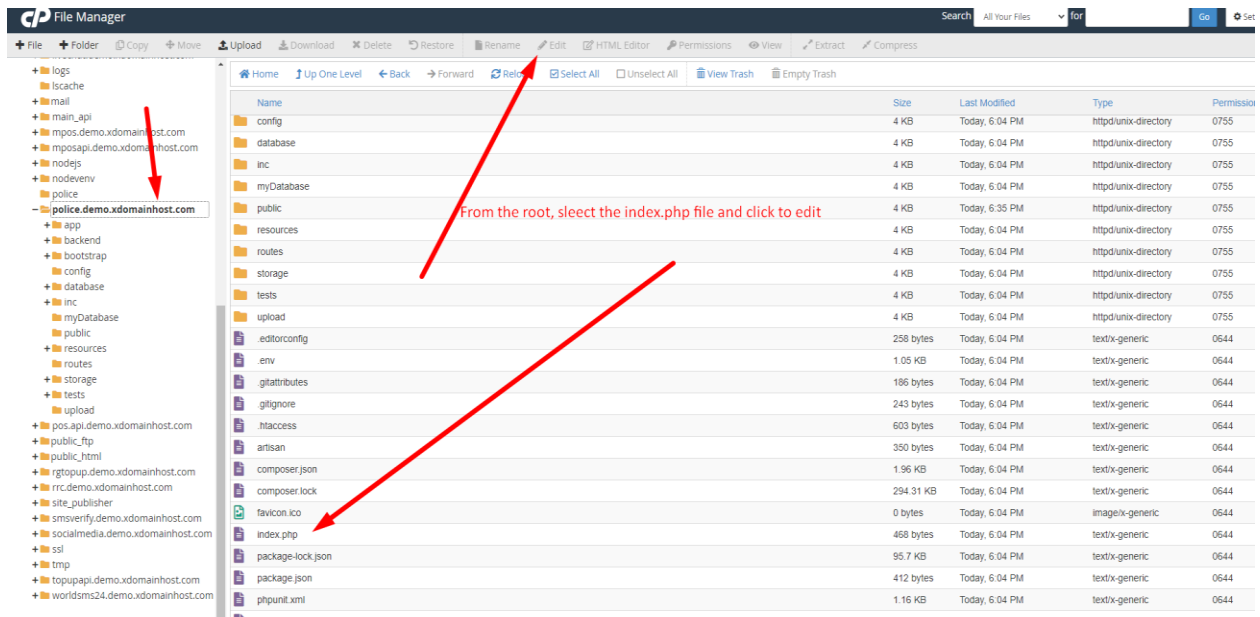 cP File Manager
Search All Your Files for Go Set
File Folder Copy Move Upload Download Delete Restore Rename Edit HTML Editor Permissions View Extract Compress
Home Up One Level Back Forward Reload Select All Unselect All View Trash Empty Trash
logs
lscache
mail
main_api
mpos.demo.xdomainhost.com
mposapi.demo.xdomainhost.com
nodejs
nodevenv
police
police.demo.xdomainhost.com
app
backend
bootstrap
config
database
inc
myDatabase
public
resources
routes
storage
tests
upload
pos.api.demo.xdomainhost.com
public_ftp
public_html
rgtopup.demo.xdomainhost.com
rrc.demo.xdomainhost.com
site_publisher
smsverify.demo.xdomainhost.com
socialmedia.demo.xdomainhost.com
ssl
tmp
topupapi.demo.xdomainhost.com
worldsms24.demo.xdomainhost.com
Name Size Last Modified Type Permission
config 4 KB Today, 6:04 PM httpd/unix-directory 0755
database 4 KB Today, 6:04 PM httpd/unix-directory 0755
inc 4 KB Today, 6:04 PM httpd/unix-directory 0755
myDatabase 4 KB Today, 6:04 PM httpd/unix-directory 0755
public 4 KB Today, 6:35 PM httpd/unix-directory 0755
From the root, sleect the index.php file and click to edit
resources 4 KB Today, 6:04 PM httpd/unix-directory 0755
routes 4 KB Today, 6:04 PM httpd/unix-directory 0755
storage 4 KB Today, 6:04 PM httpd/unix-directory 0755
tests 4 KB Today, 6:04 PM httpd/unix-directory 0755
upload 4 KB Today, 6:04 PM httpd/unix-directory 0755
.editorconfig 258 bytes Today, 6:04 PM text/x-generic 0644
.env 1.05 KB Today, 6:04 PM text/x-generic 0644
.gitattributes 186 bytes Today, 6:04 PM text/x-generic 0644
.gitignore 243 bytes Today, 6:04 PM text/x-generic 0644
.htaccess 603 bytes Today, 6:04 PM text/x-generic 0644
artisan 350 bytes Today, 6:04 PM text/x-generic 0644
composer.json 1.96 KB Today, 6:04 PM text/x-generic 0644
composer.lock 294.31 KB Today, 6:04 PM text/x-generic 0644
favicon.ico 0 bytes Today, 6:04 PM image/x-generic 0644
index.php 468 bytes Today, 6:04 PM text/x-generic 0644
package-lock.json 95.7 KB Today, 6:04 PM text/x-generic 0644
package.json 412 bytes Today, 6:04 PM text/x-generic 0644
phpunit.xml 1.16 KB Today, 6:04 PM text/x-generic 0644